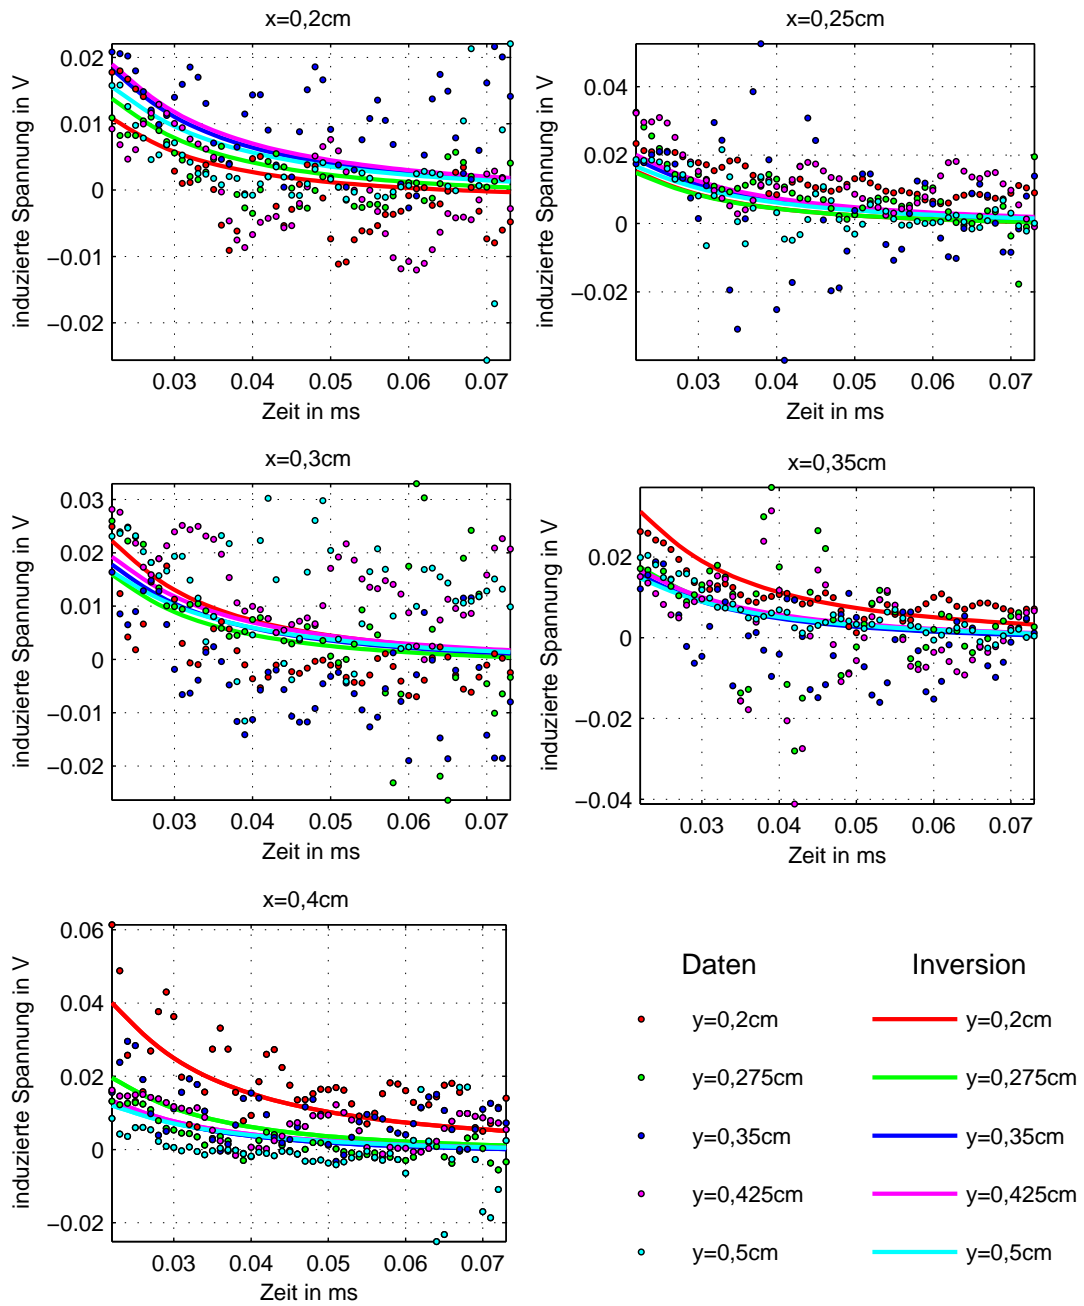 x=0,2cm
0.02
0.01
0
−0.01
−0.02
induzierte Spannung in V
0.03 0.04 0.05 0.06 0.07
Zeit in ms
x=0,25cm
0.04
0.02
0
−0.02
induzierte Spannung in V
0.03 0.04 0.05 0.06 0.07
Zeit in ms
x=0,3cm
0.03
0.02
0.01
0
−0.01
−0.02
induzierte Spannung in V
0.03 0.04 0.05 0.06 0.07
Zeit in ms
x=0,35cm
0.02
0
−0.02
−0.04
induzierte Spannung in V
0.03 0.04 0.05 0.06 0.07
Zeit in ms
x=0,4cm
0.06
0.04
0.02
0
−0.02
induzierte Spannung in V
0.03 0.04 0.05 0.06 0.07
Zeit in ms
Daten Inversion
y=0,2cm y=0,2cm
y=0,275cm y=0,275cm
y=0,35cm y=0,35cm
y=0,425cm y=0,425cm
y=0,5cm y=0,5cm